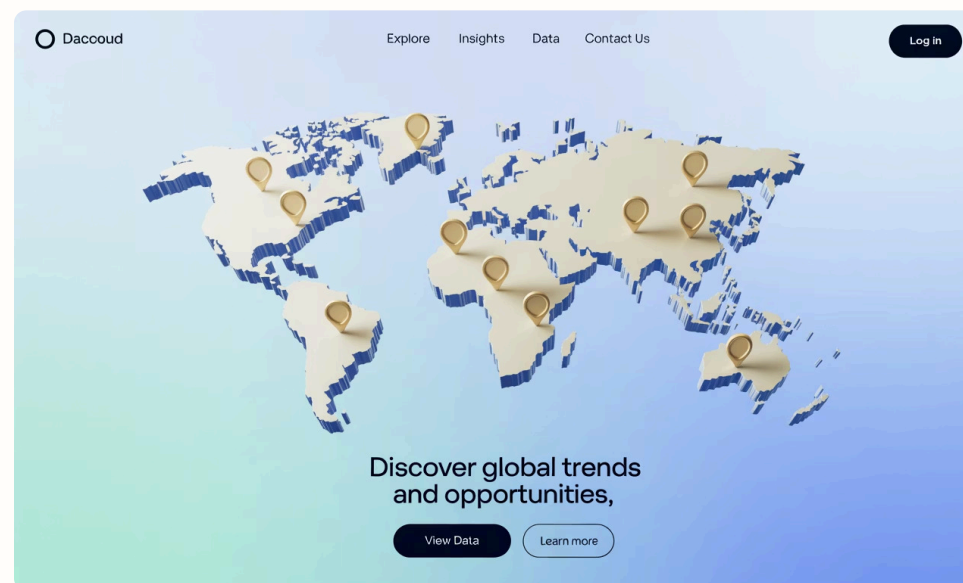 Daccoud
Explore Insights Data Contact Us
Log in
Discover global trends
and opportunities,
View Data
Learn more